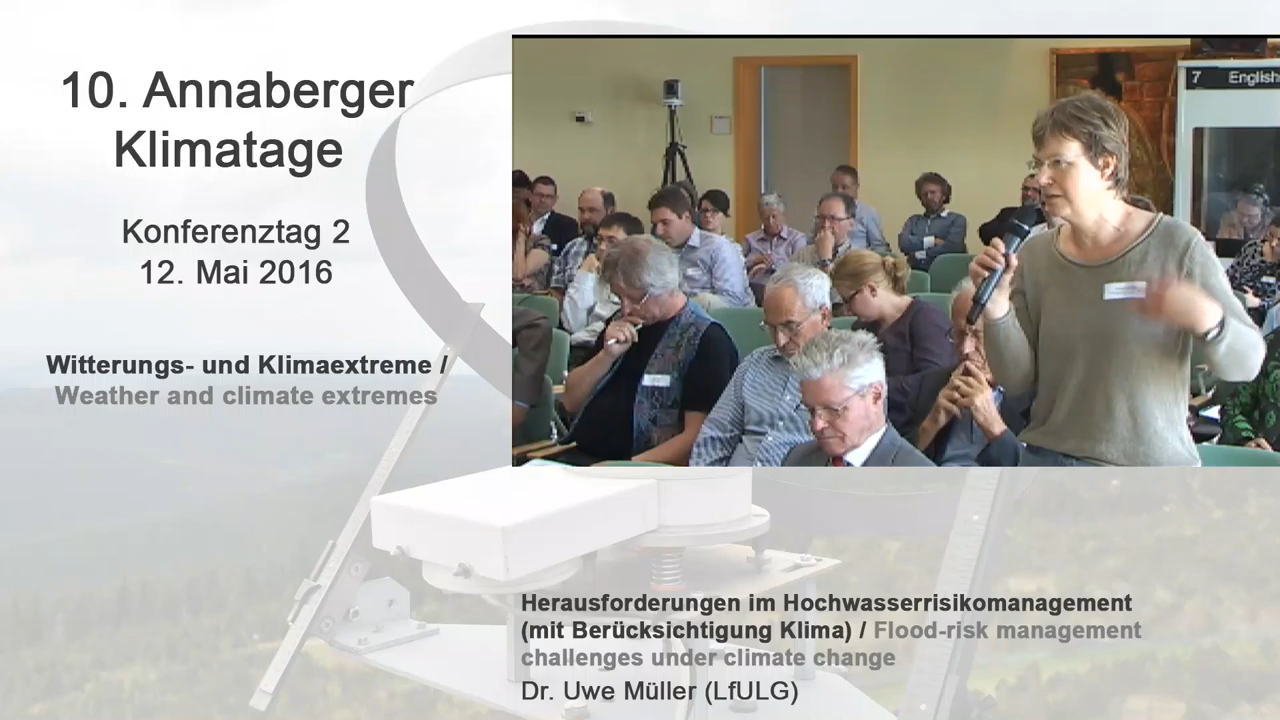 10. Annaberger
Klimatage
Konferenztag 2
12. Mai 2016
Witterungs- und Klimaextreme /
Weather and climate extremes
7 English
Herausforderungen im Hochwasserrisikomanagement
(mit Berücksichtigung Klima) / Flood-risk management
challenges under climate change
Dr. Uwe Müller (LfULG)